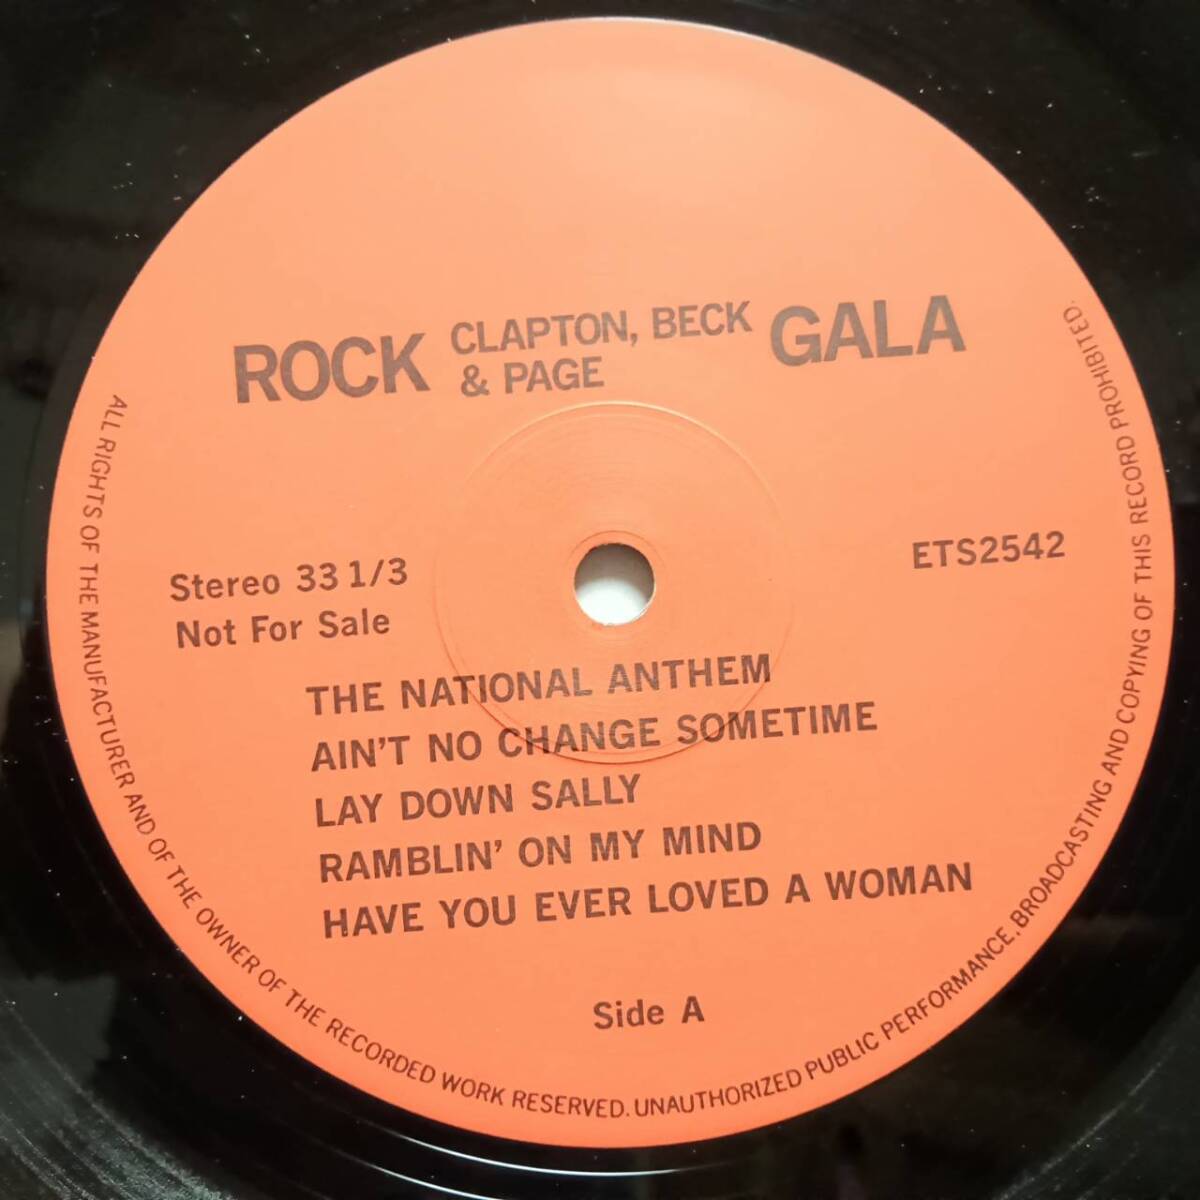 ROCK CLAPTON, BECK & PAGE GALA
Stereo 33 1/3
Not For Sale
ETS2542
THE NATIONAL ANTHEM
AIN'T NO CHANGE SOMETIME
LAY DOWN SALLY
RAMBLIN' ON MY MIND
HAVE YOU EVER LOVED A WOMAN
Side A
ALL RIGHTS OF THE MANUFACTURER AND OF THE OWNER OF THE RECORDED WORK RESERVED. UNAUTHORIZED PUBLIC PERFORMANCE, BROADCASTING AND COPYING OF THIS RECORD PROHIBITED.